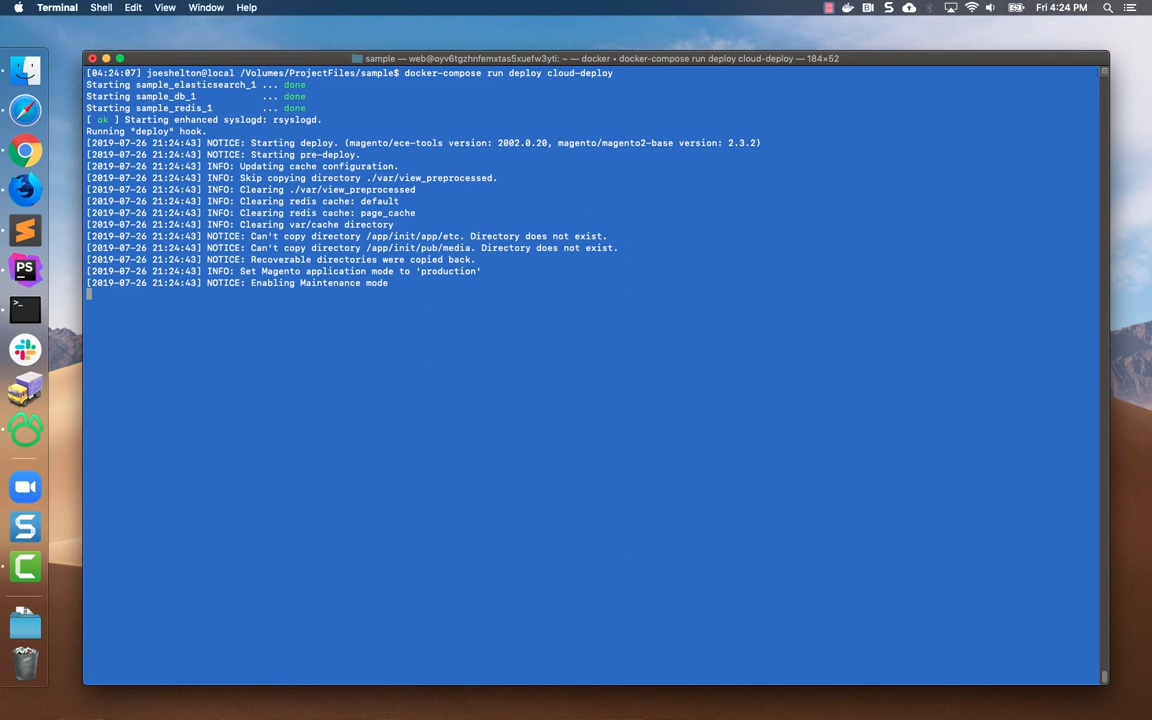 Terminal Shell Edit View Window Help Fri 4:24 PM
sample — web@oyv6tgzhnfemxtas5xuefw3yti: ~ — docker • docker-compose run deploy cloud-deploy — 184×52
[04:24:07] joeshelton@local /Volumes/ProjectFiles/sample$ docker-compose run deploy cloud-deploy
Starting sample_elasticsearch_1 ... done
Starting sample_db_1 ... done
Starting sample_redis_1 ... done
[ ok ] Starting enhanced syslogd: rsyslogd.
Running "deploy" hook.
[2019-07-26 21:24:43] NOTICE: Starting deploy. (magento/ece-tools version: 2002.0.20, magento/magento2-base version: 2.3.2)
[2019-07-26 21:24:43] NOTICE: Starting pre-deploy.
[2019-07-26 21:24:43] INFO: Updating cache configuration.
[2019-07-26 21:24:43] INFO: Skip copying directory ./var/view_preprocessed.
[2019-07-26 21:24:43] INFO: Clearing ./var/view_preprocessed
[2019-07-26 21:24:43] INFO: Clearing redis cache: default
[2019-07-26 21:24:43] INFO: Clearing redis cache: page_cache
[2019-07-26 21:24:43] INFO: Clearing var/cache directory
[2019-07-26 21:24:43] NOTICE: Can't copy directory /app/init/app/etc. Directory does not exist.
[2019-07-26 21:24:43] NOTICE: Can't copy directory /app/init/pub/media. Directory does not exist.
[2019-07-26 21:24:43] NOTICE: Recoverable directories were copied back.
[2019-07-26 21:24:43] INFO: Set Magento application mode to 'production'
[2019-07-26 21:24:43] NOTICE: Enabling Maintenance mode
PS